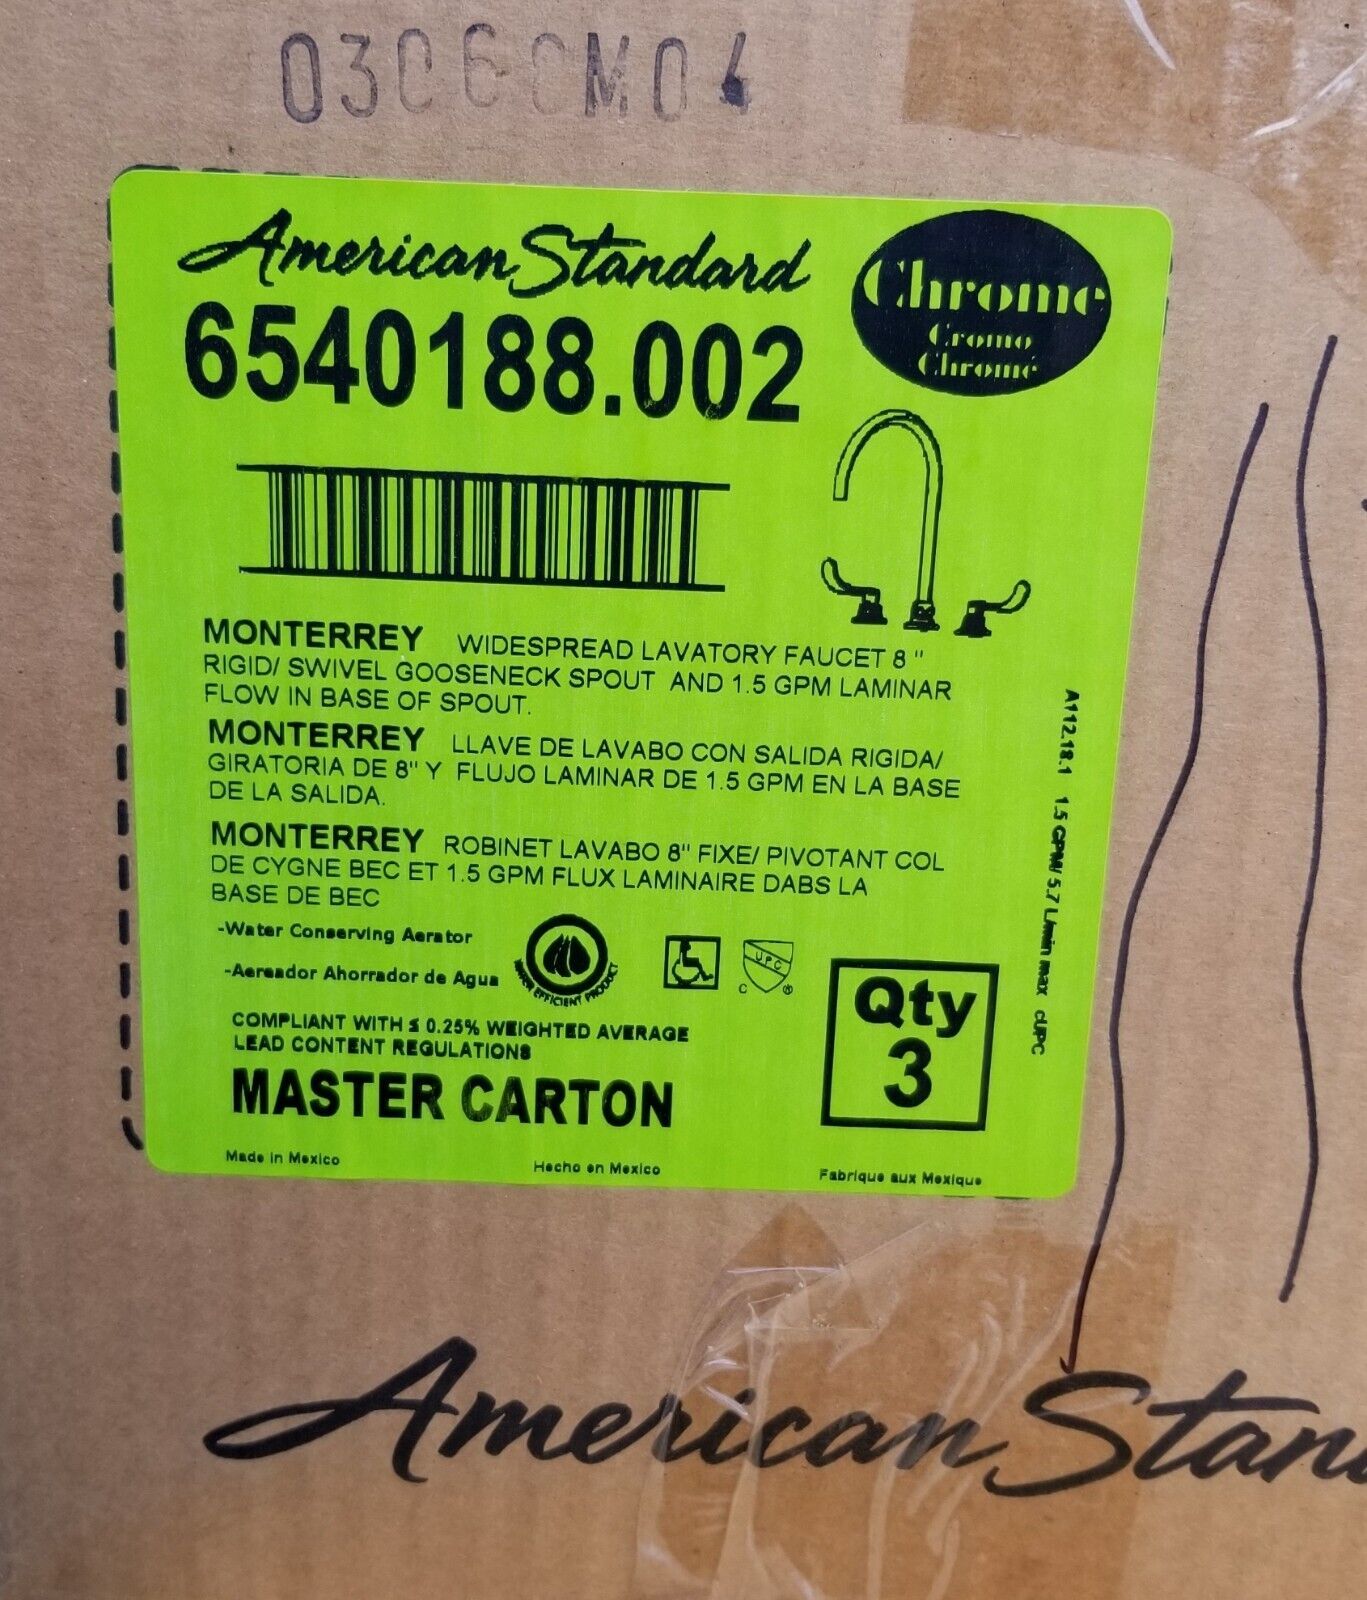 American Standard
6540188.002
Chrome
Cromo
Chromé
MONTERREY WIDESPREAD LAVATORY FAUCET 8 "
RIGID/ SWIVEL GOOSENECK SPOUT AND 1.5 GPM LAMINAR
FLOW IN BASE OF SPOUT.
MONTERREY LLAVE DE LAVABO CON SALIDA RIGIDA/
GIRATORIA DE 8" Y FLUJO LAMINAR DE 1.5 GPM EN LA BASE
DE LA SALIDA.
MONTERREY ROBINET LAVABO 8" FIXE/ PIVOTANT COL
DE CYGNE BEC ET 1.5 GPM FLUX LAMINAIRE DABS LA
BASE DE BEC
A112.18.1 1.5 GPM/ 5.7 L/min max cUPC
-Water Conserving Aerator
-Aereador Ahorrador de Agua
WATER EFFICIENT PRODUCT
UPC
C ®
COMPLIANT WITH ≤ 0.25% WEIGHTED AVERAGE
LEAD CONTENT REGULATIONS
MASTER CARTON
Qty
3
Made in Mexico
Hecho en Mexico
Fabrique aux Mexique
American Stan